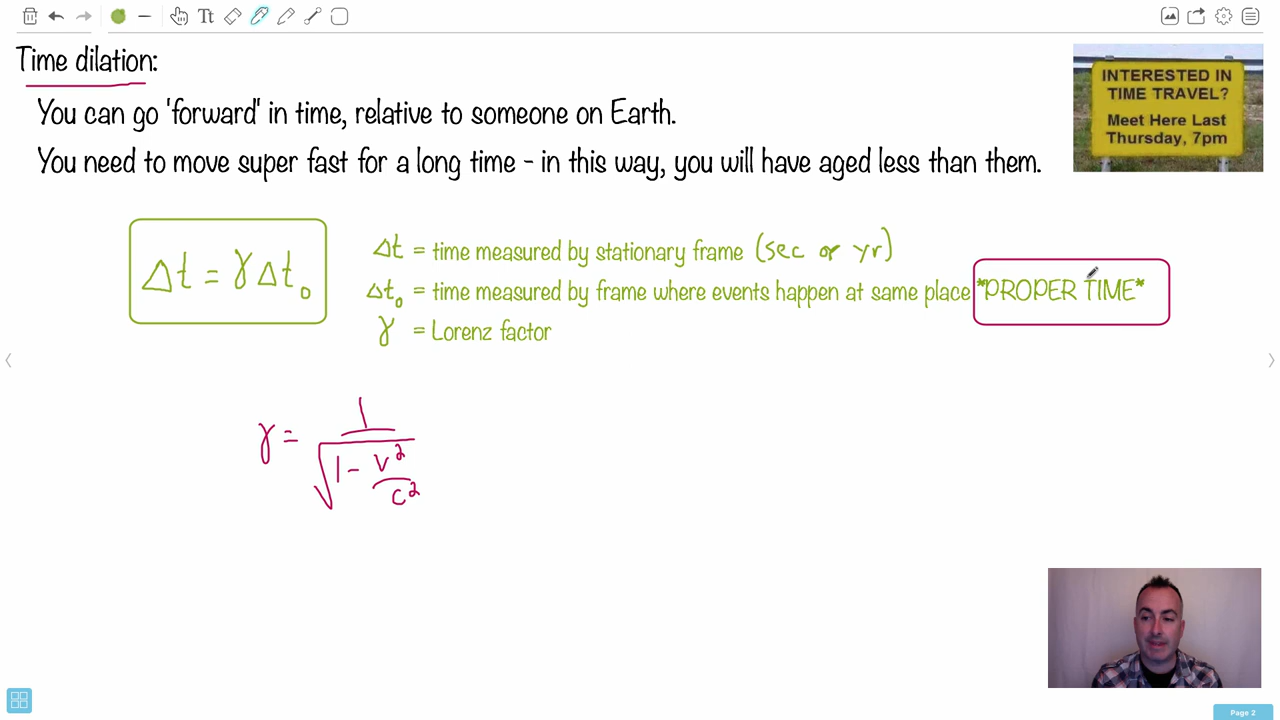 Time dilation:
You can go 'forward' in time, relative to someone on Earth.
You need to move super fast for a long time - in this way, you will have aged less than them.
INTERESTED IN
TIME TRAVEL?
Meet Here Last
Thursday, 7pm
Δt = γΔt₀
Δt = time measured by stationary frame (sec or yr)
Δt₀ = time measured by frame where events happen at same place *PROPER TIME*
γ = Lorenz factor
γ = 1 / √(1 - v²/c²)
Tt
Page 2